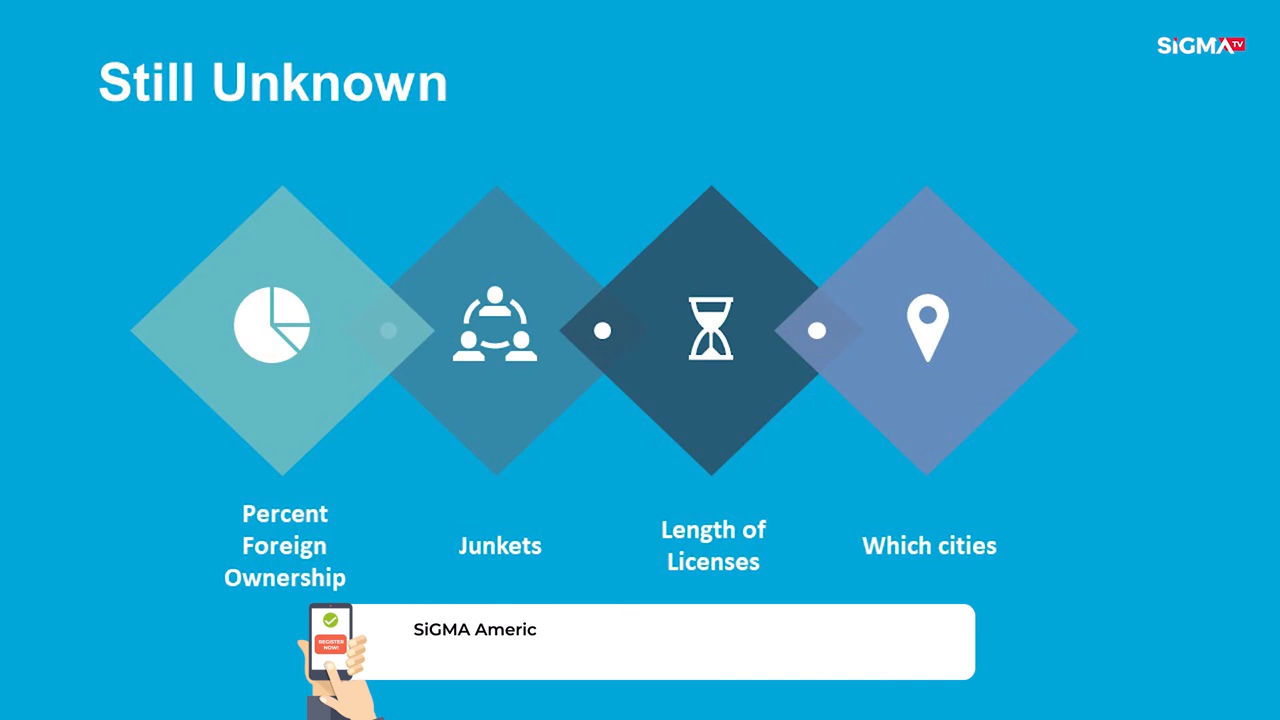 SiGMA TV
Still Unknown
Percent
Foreign
Ownership
Junkets
Length of
Licenses
Which cities
REGISTER
NOW!
SiGMA Americ